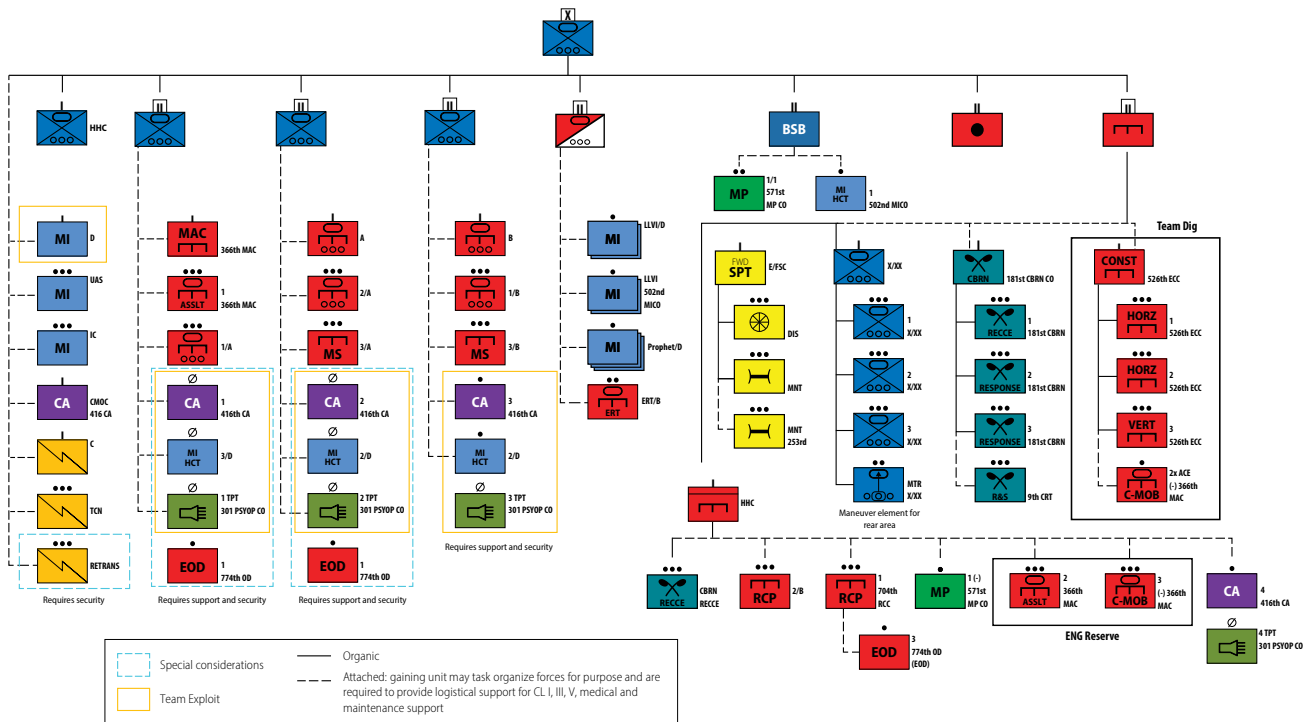 X
I
HHC
II
II
II
II
II
BSB
II
II
I
MI
D
UAS
MI
IC
MI
I
CA
CMOC
416 CA
I
C
TCN
RETRANS
Requires security
I
MAC
366th MAC
ASSLT
1
366th MAC
1/A
Ø
CA
1
416th CA
Ø
MI
HCT
3/D
Ø
1 TPT
301 PSYOP CO
EOD
1
774th OD
Requires support and security
I
A
2/A
MS
3/A
Ø
CA
2
416th CA
Ø
MI
HCT
2/D
Ø
2 TPT
301 PSYOP CO
EOD
1
774th OD
Requires support and security
I
B
1/B
MS
3/B
CA
3
416th CA
MI
HCT
2/D
Ø
3 TPT
301 PSYOP CO
Requires support and security
MI
LLVI/D
MI
LLVI
502nd
MICO
MI
Prophet/D
ERT
ERT/B
MP
1/1
571st
MP CO
MI
HCT
1
502nd MICO
I
FWD
SPT
E/FSC
DIS
MNT
MNT
253rd
I
X/XX
1
X/XX
2
X/XX
3
X/XX
MTR
X/XX
Maneuver element for
rear area
I
CBRN
181st CBRN CO
RECCE
1
181st CBRN
RESPONSE
2
181st CBRN
RESPONSE
3
181st CBRN
R&S
9th CRT
Team Dig
I
CONST
526th ECC
HORZ
1
526th ECC
HORZ
2
526th ECC
VERT
3
526th ECC
C-MOB
2x ACE
(-) 366th
MAC
I
HHC
RECCE
CBRN
RECCE
RCP
2/B
RCP
1
704th
RCC
EOD
3
774th OD
(EOD)
MP
1 (-)
571st
MP CO
ASSLT
2
366th
MAC
C-MOB
3
(-) 366th
MAC
ENG Reserve
CA
4
416th CA
Ø
4 TPT
301 PSYOP CO
Special considerations
Team Exploit
Organic
Attached: gaining unit may task organize forces for purpose and are
required to provide logistical support for CL I, III, V, medical and
maintenance support